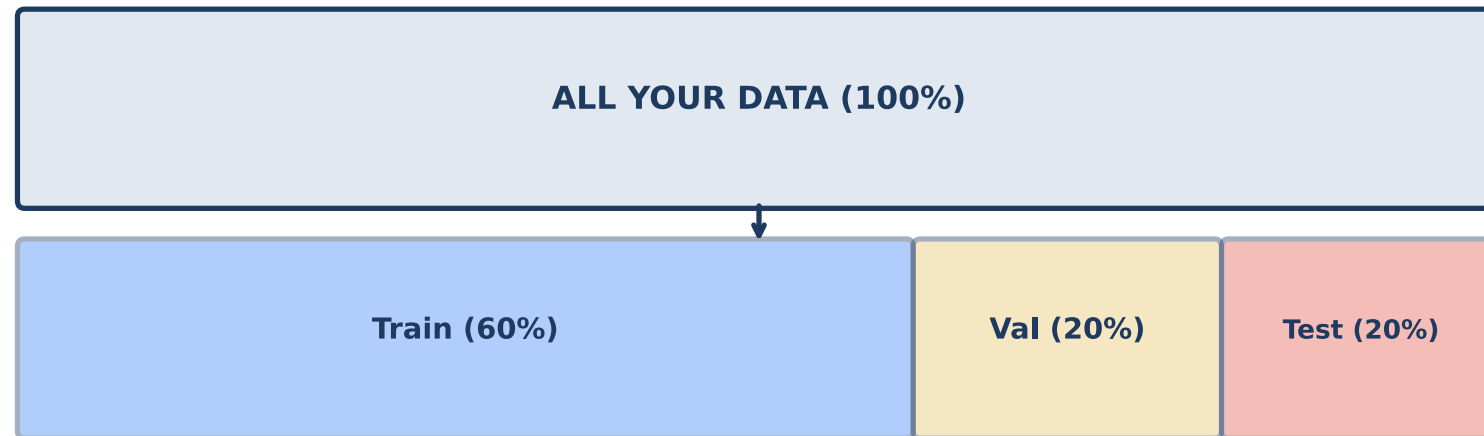 ALL YOUR DATA (100%)
Train (60%)
Val (20%)
Test (20%)